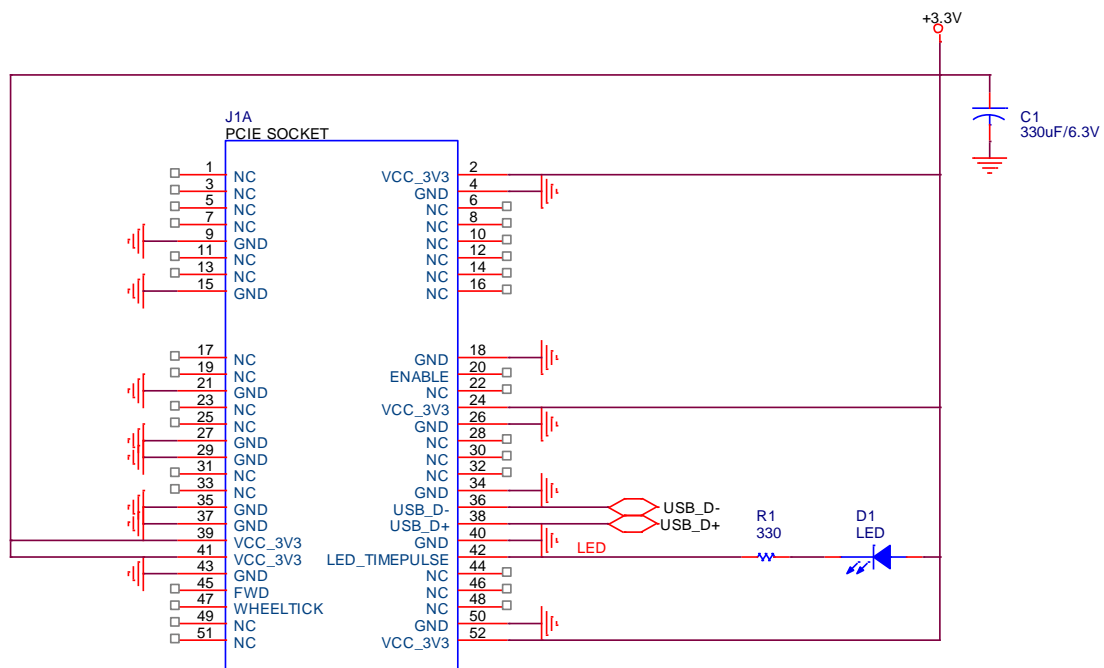 +3.3V
J1A
PCIE SOCKET
C1
330uF/6.3V
1 NC VCC_3V3 2
3 NC GND 4
5 NC NC 6
7 NC NC 8
9 GND NC 10
11 NC NC 12
13 NC NC 14
15 GND NC 16
17 NC GND 18
19 NC ENABLE 20
21 GND NC 22
23 NC VCC_3V3 24
25 NC GND 26
27 GND NC 28
29 GND NC 30
31 NC NC 32
33 NC GND 34
35 GND USB_D- 36 USB_D-
37 GND USB_D+ 38 USB_D+
39 VCC_3V3 GND 40
41 VCC_3V3 LED_TIMEPULSE 42 LED
R1
330
D1
LED
43 GND NC 44
45 FWD NC 46
47 WHEELTICK NC 48
49 NC GND 50
51 NC VCC_3V3 52